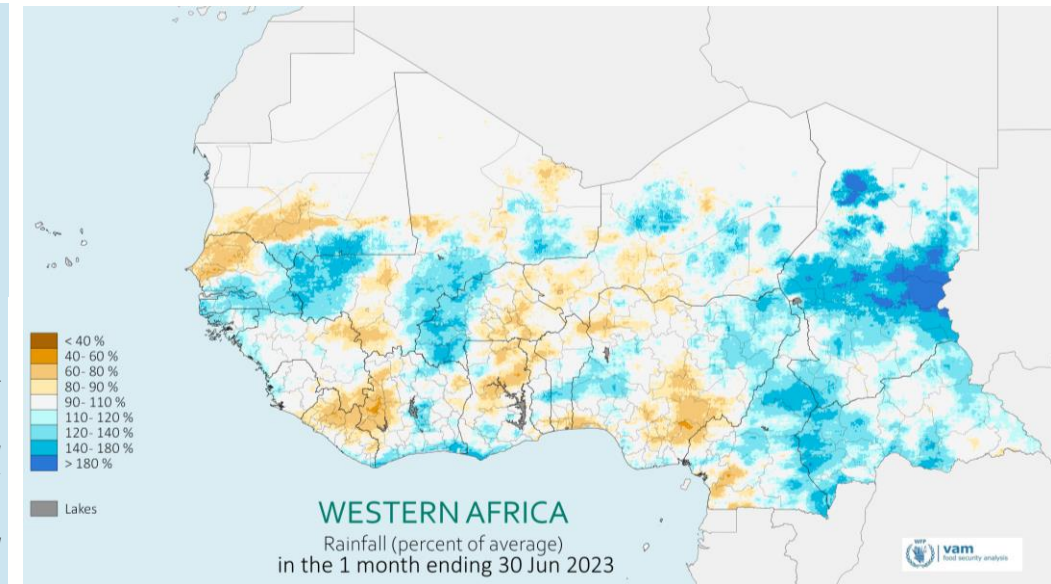 < 40 %
40- 60 %
60- 80 %
80- 90 %
90- 110 %
110- 120 %
120- 140 %
140- 180 %
> 180 %
Lakes
WESTERN AFRICA
Rainfall (percent of average)
in the 1 month ending 30 Jun 2023
WFP
vam
food security analysis